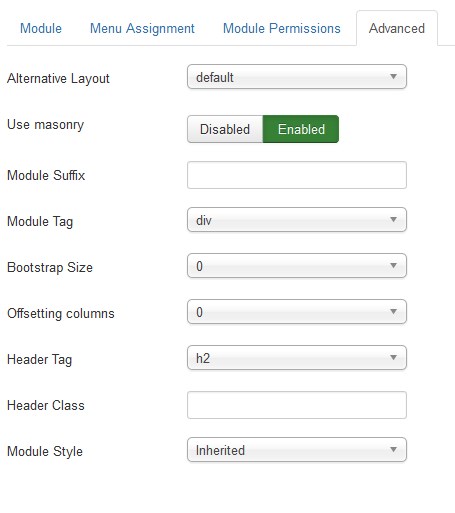 Module Menu Assignment Module Permissions Advanced
Alternative Layout default
Use masonry Disabled Enabled
Module Suffix
Module Tag div
Bootstrap Size 0
Offsetting columns 0
Header Tag h2
Header Class
Module Style Inherited